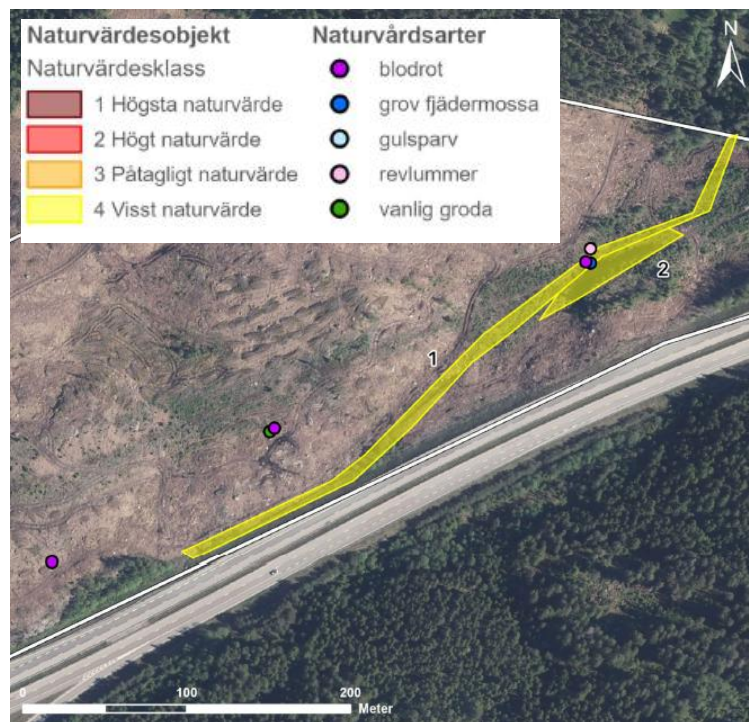 Naturvärdesobjekt
Naturvärdesklass
1 Högsta naturvärde
2 Högt naturvärde
3 Påtagligt naturvärde
4 Visst naturvärde
Naturvårdsarter
blodrot
grov fjädermossa
gulsparv
revlummer
vanlig groda
N
2
1
0 100 200
Meter